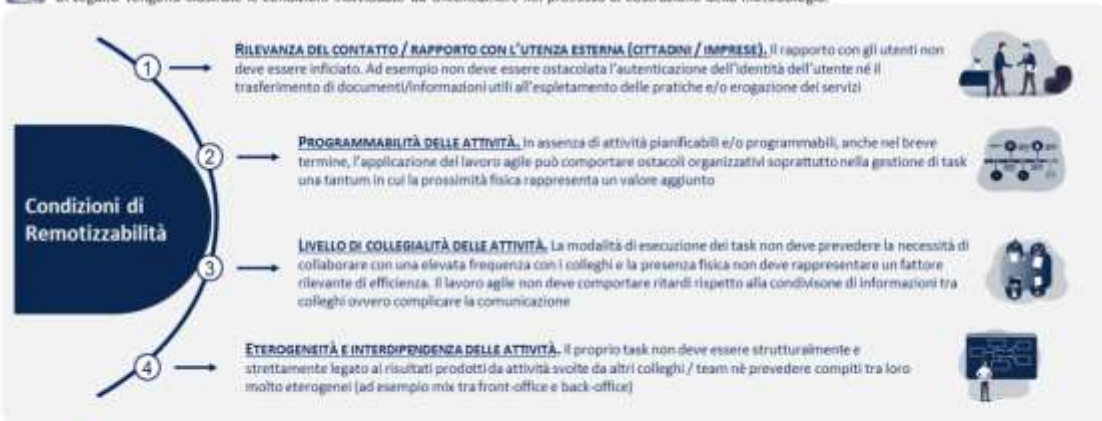 Condizioni di
Remotizzabilità
1
RILEVANZA DEL CONTATTO / RAPPORTO CON L'UTENZA ESTERNA (CITTADINI / IMPRESE). Il rapporto con gli utenti non
deve essere inficiato. Ad esempio non deve essere ostacolata l'autenticazione dell'identità dell'utente né il
trasferimento di documenti/informazioni utili all'espletamento delle pratiche e/o erogazione dei servizi
2
PROGRAMMABILITÀ DELLE ATTIVITÀ. In assenza di attività pianificabili e/o programmabili, anche nel breve
termine, l'applicazione del lavoro agile può comportare ostacoli organizzativi soprattutto nella gestione di task
una tantum in cui la prossimità fisica rappresenta un valore aggiunto
3
LIVELLO DI COLLEGIALITÀ DELLE ATTIVITÀ. La modalità di esecuzione dei task non deve prevedere la necessità di
collaborare con una elevata frequenza con i colleghi e la presenza fisica non deve rappresentare un fattore
rilevante di efficienza. Il lavoro agile non deve comportare ritardi rispetto alla condivisone di informazioni tra
colleghi ovvero complicare la comunicazione
4
ETEROGENEITÀ E INTERDIPENDENZA DELLE ATTIVITÀ. Il proprio task non deve essere strutturalmente e
strettamente legato ai risultati prodotti da attività svolte da altri colleghi / team nè prevedere compiti tra loro
molto eterogenei (ad esempio mix tra front-office e back-office)